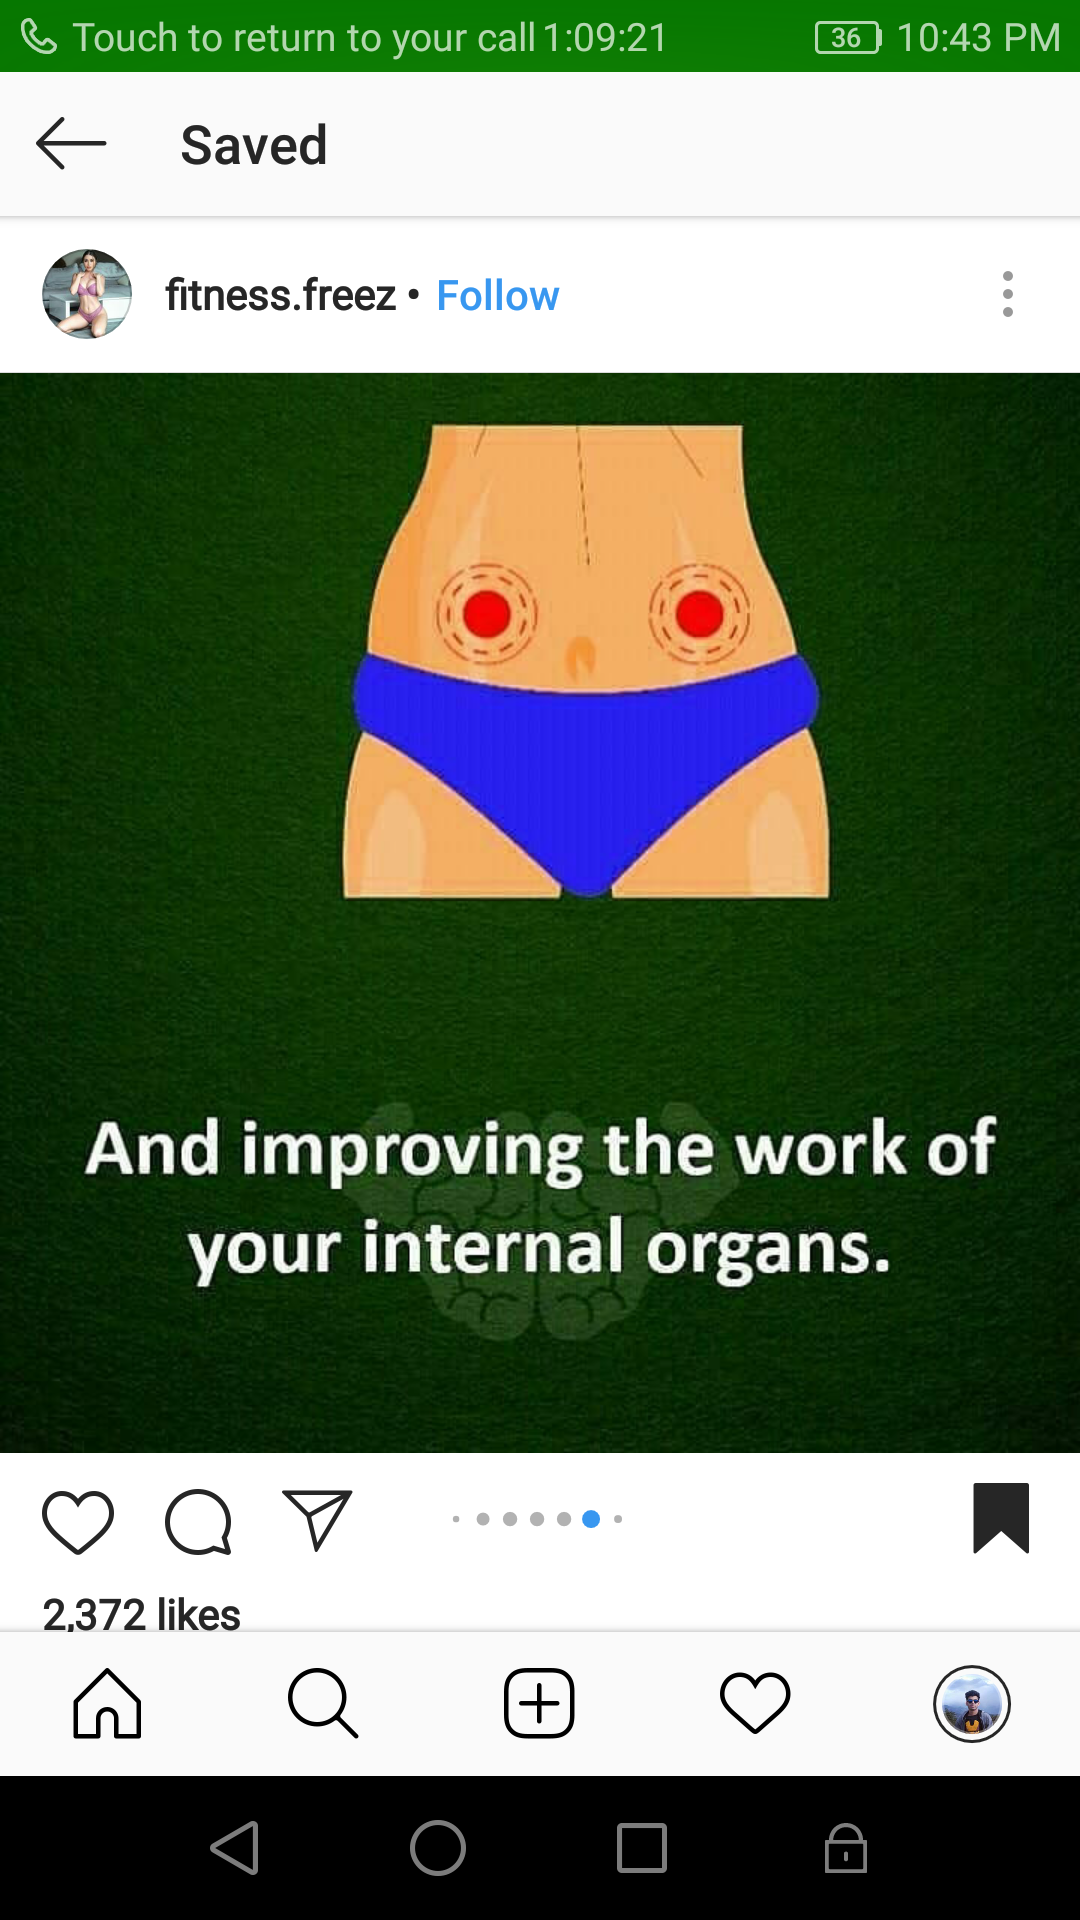 Touch to return to your call 1:09:21 36 10:43 PM
Saved
fitness.freez • Follow
And improving the work of
your internal organs.
2,372 likes